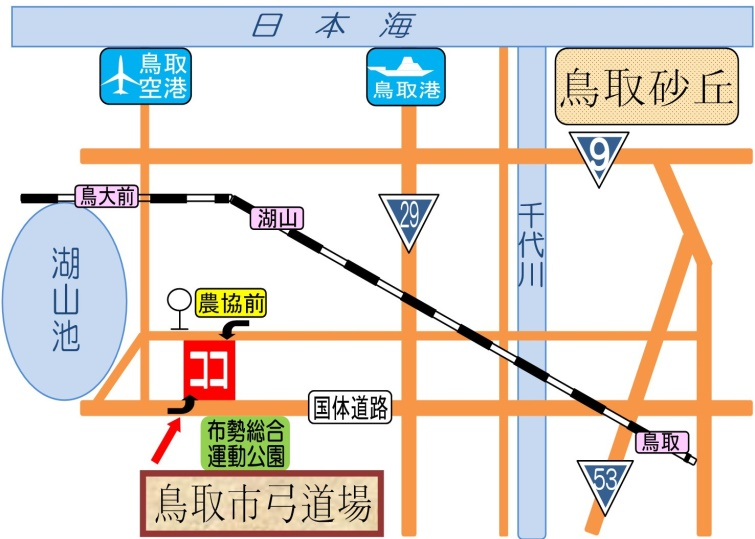 日本海
鳥取
空港
鳥取港
鳥取砂丘
9
鳥大前
湖山
29
千代川
湖山池
農協前
ココ
国体道路
布勢総合
運動公園
鳥取
53
鳥取市弓道場